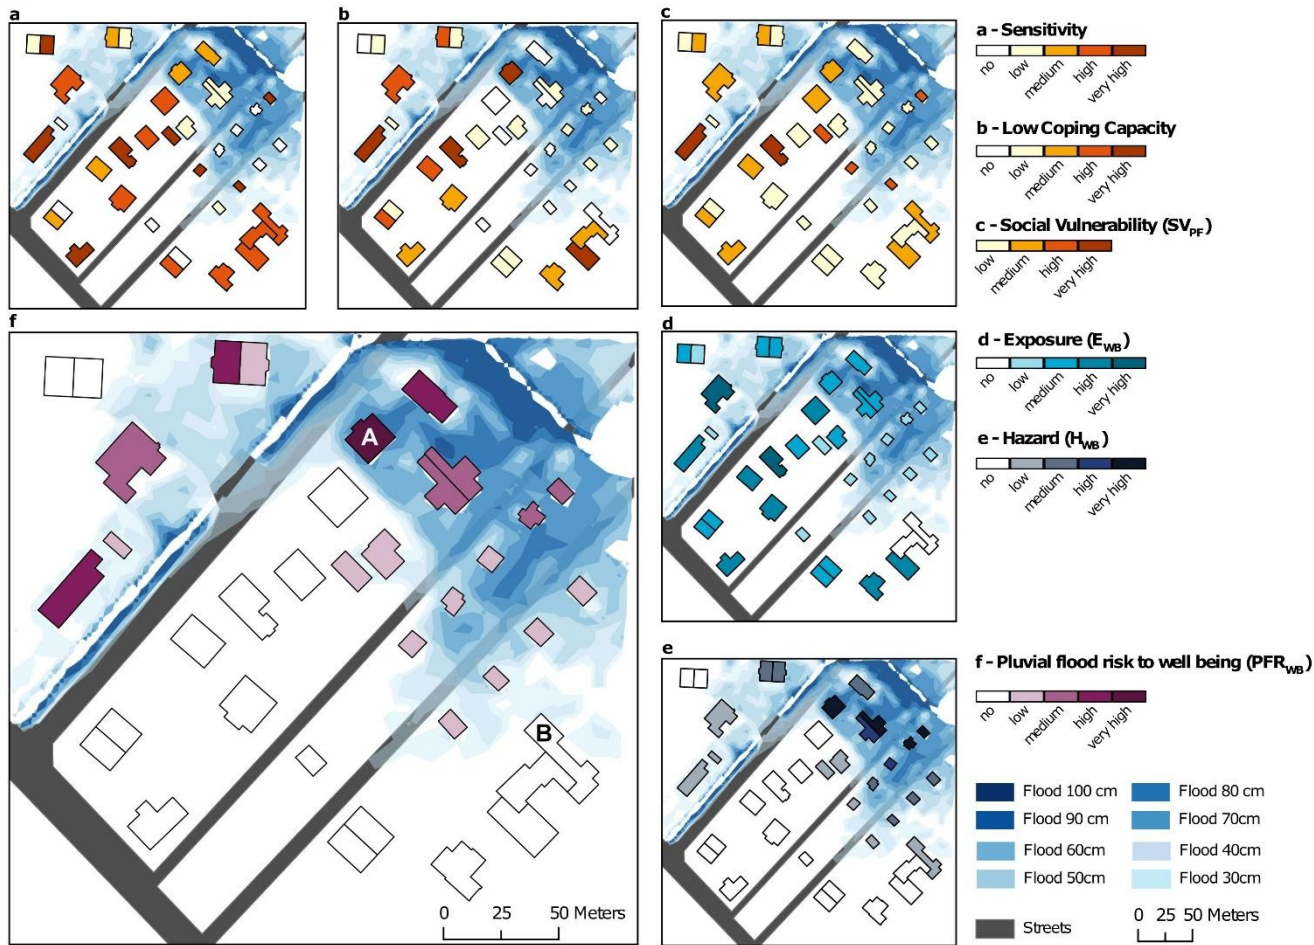 a
b
c
a - Sensitivity
no
low
medium
high
very high
b - Low Coping Capacity
no
low
medium
high
very high
c - Social Vulnerability (SVPF)
low
medium
high
very high
f
A
B
0 25 50 Meters
d
d - Exposure (EWB)
no
low
medium
high
very high
e - Hazard (HWB)
no
low
medium
high
very high
e
f - Pluvial flood risk to well being (PFRWB)
no
low
medium
high
very high
Flood 100 cm Flood 80 cm
Flood 90 cm Flood 70cm
Flood 60cm Flood 40cm
Flood 50cm Flood 30cm
Streets
0 25 50 Meters